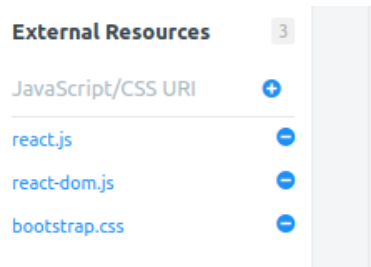 External Resources 3
JavaScript/CSS URI
react.js
react-dom.js
bootstrap.css